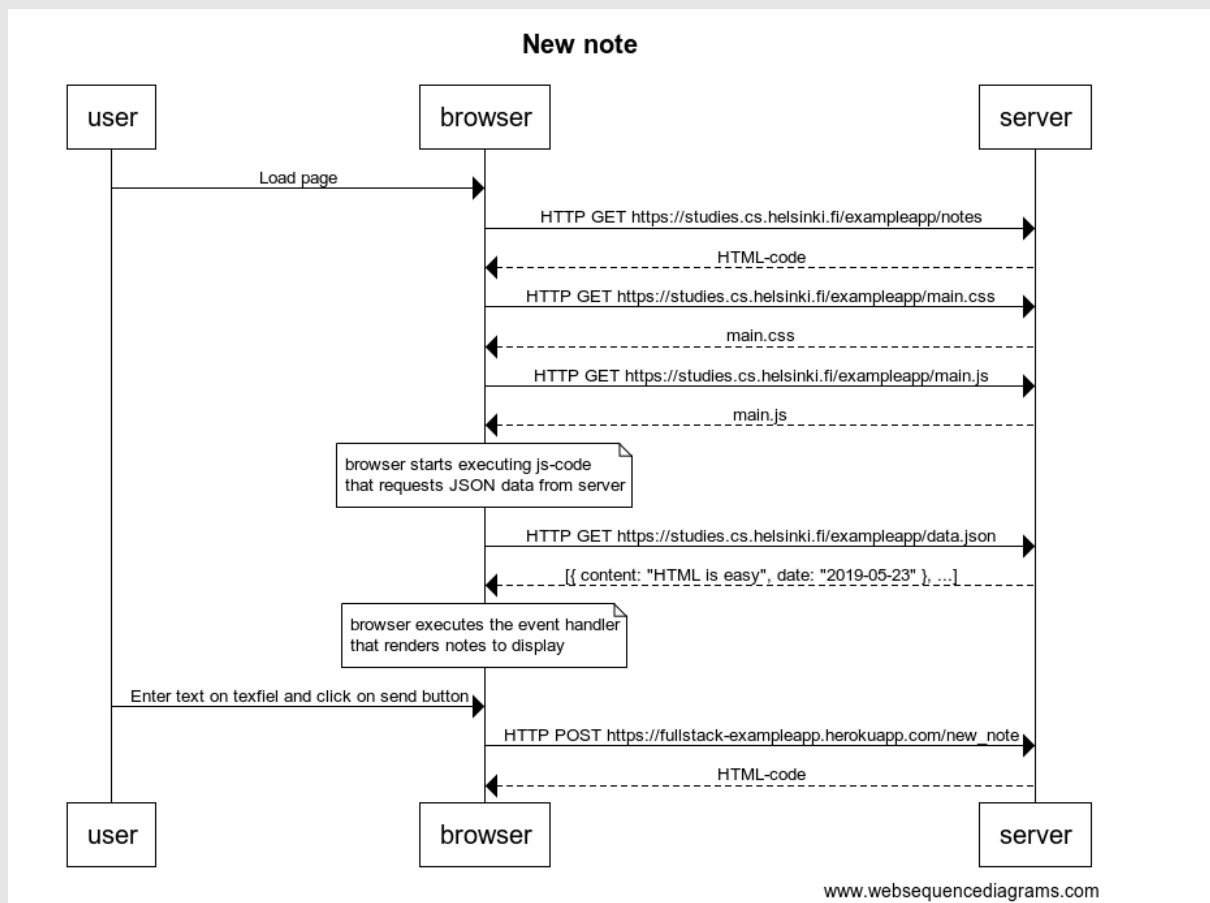 New note
user
browser
server
Load page
HTTP GET https://studies.cs.helsinki.fi/exampleapp/notes
HTML-code
HTTP GET https://studies.cs.helsinki.fi/exampleapp/main.css
main.css
HTTP GET https://studies.cs.helsinki.fi/exampleapp/main.js
main.js
browser starts executing js-code
that requests JSON data from server
HTTP GET https://studies.cs.helsinki.fi/exampleapp/data.json
[{ content: "HTML is easy", date: "2019-05-23" }, ...]
browser executes the event handler
that renders notes to display
Enter text on texfiel and click on send button
HTTP POST https://fullstack-exampleapp.herokuapp.com/new_note
HTML-code
user
browser
server
www.websequencediagrams.com